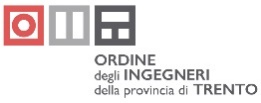 ORDINE
degli INGEGNERI
della provincia di TRENTO